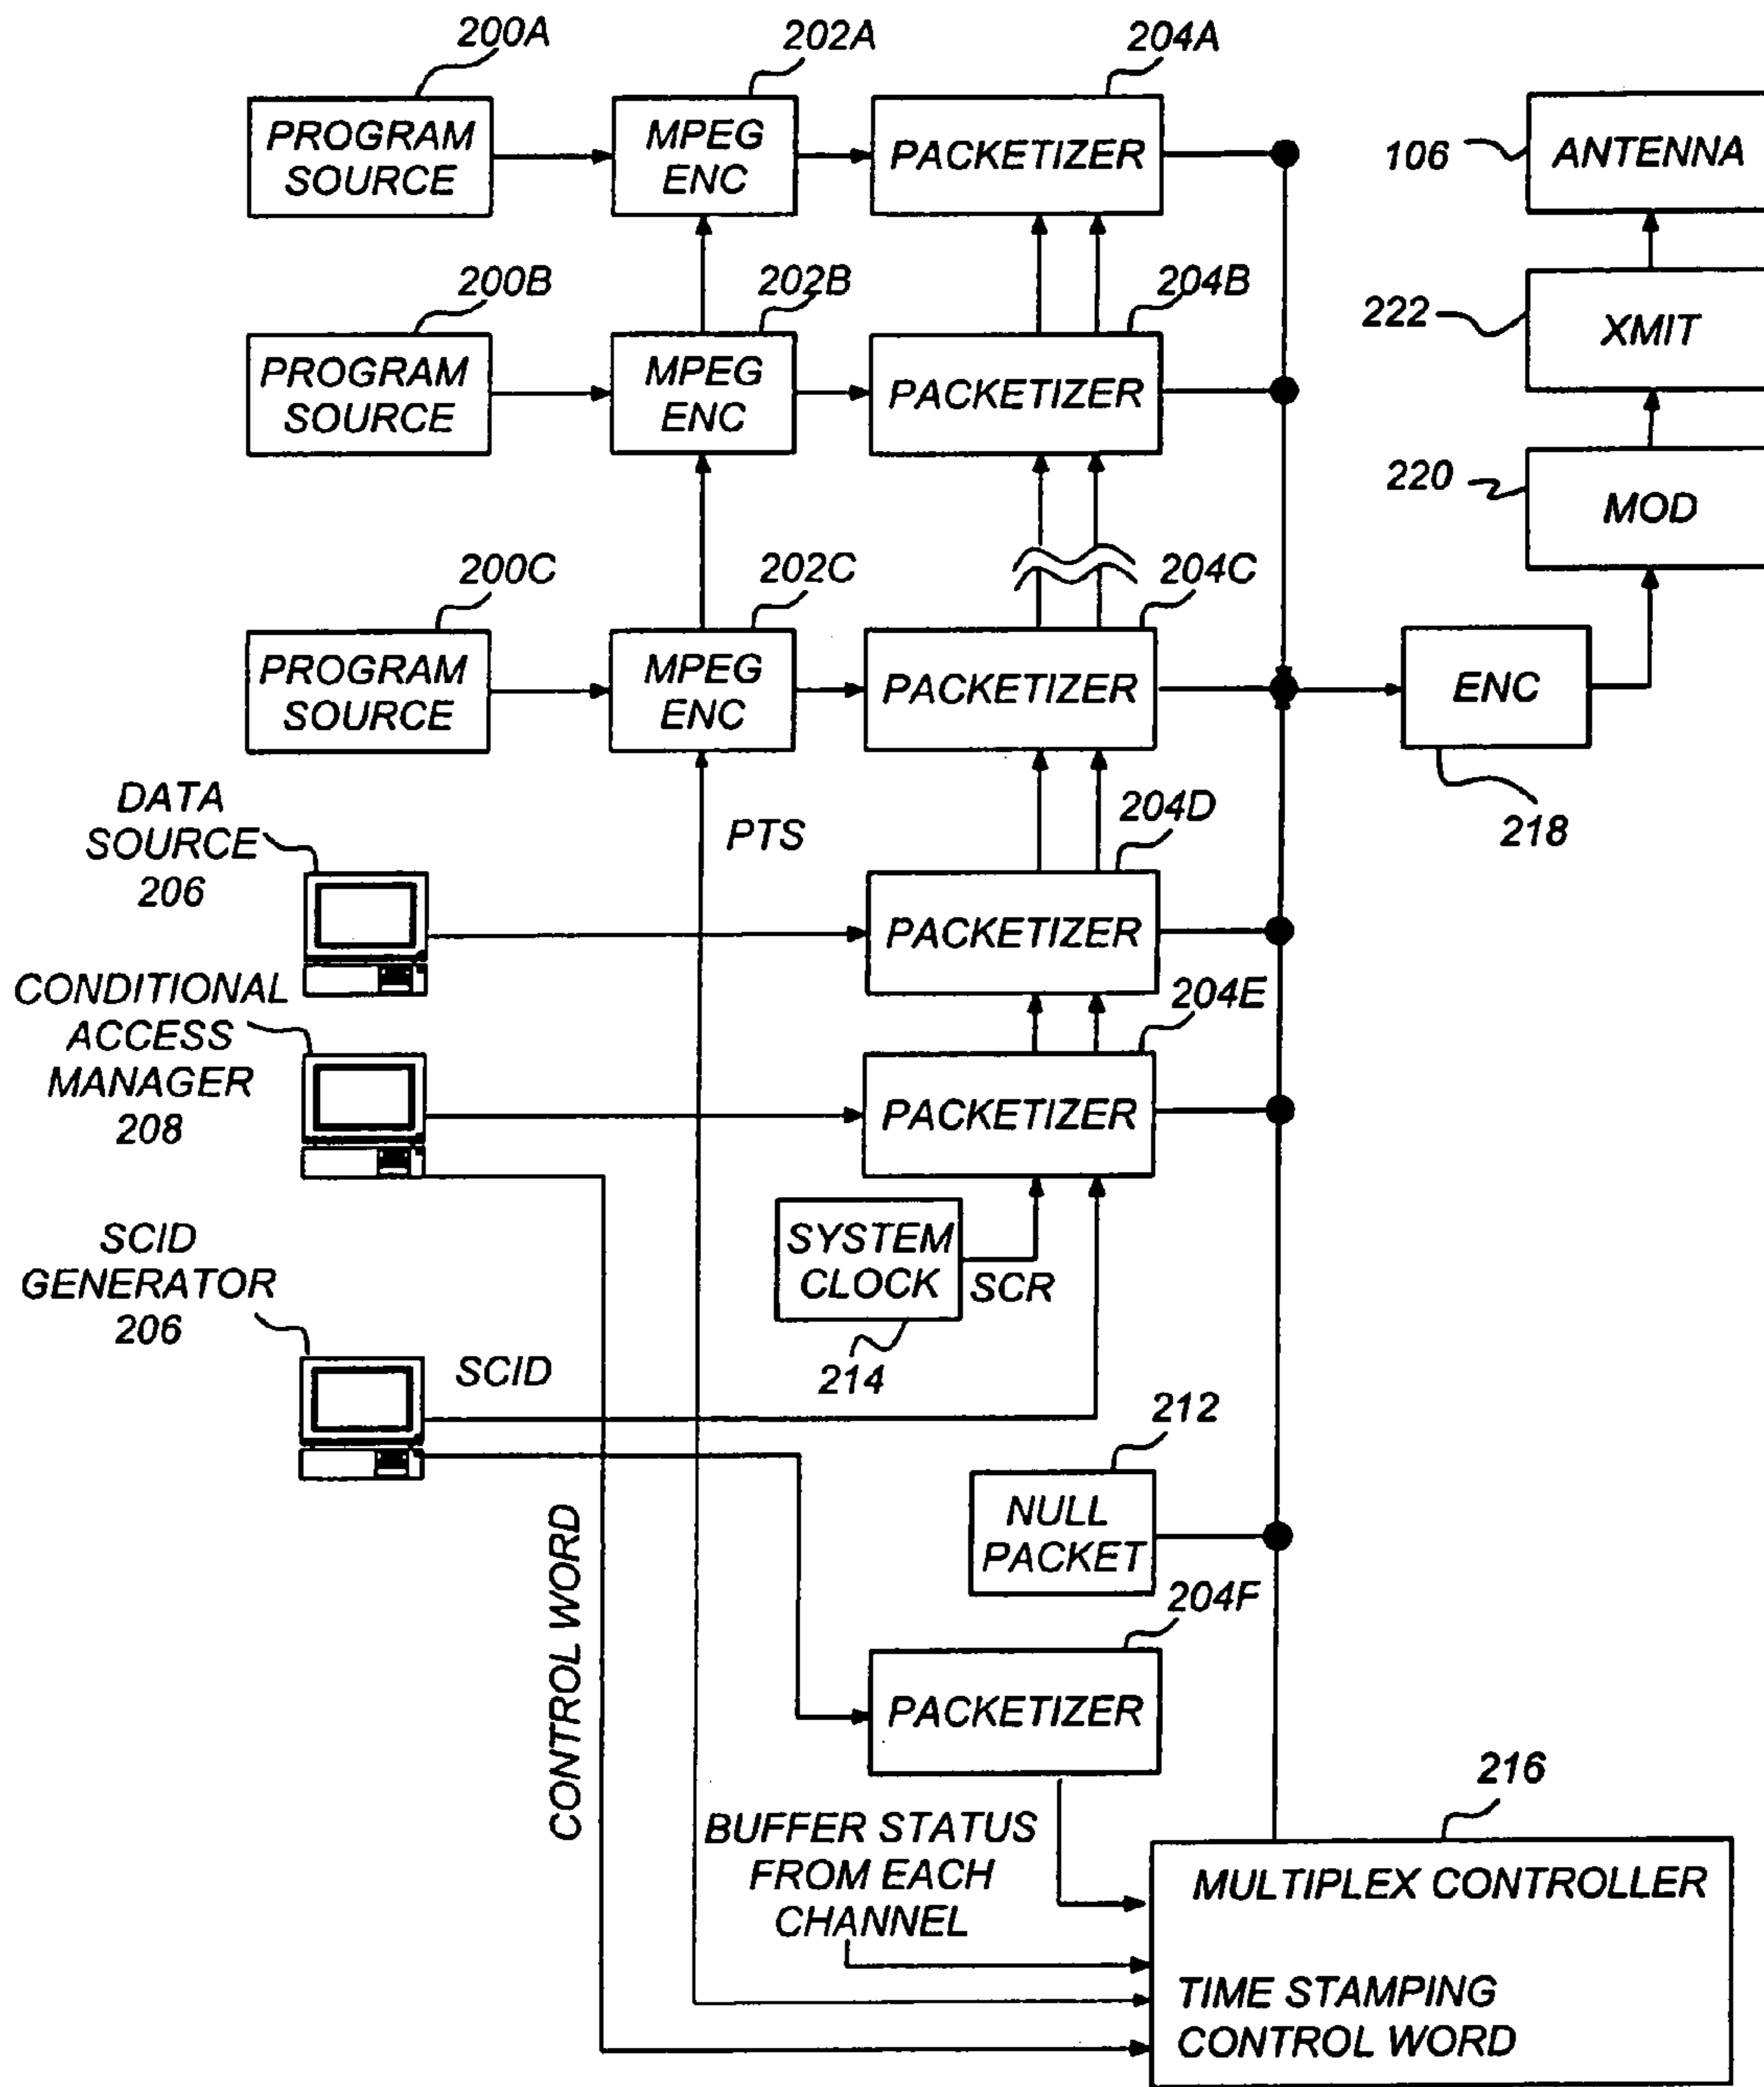 200A
202A
204A
PROGRAM
SOURCE
MPEG
ENC
PACKETIZER
106
ANTENNA
200B
202B
204B
PROGRAM
SOURCE
MPEG
ENC
PACKETIZER
222
XMIT
220
MOD
200C
202C
204C
PROGRAM
SOURCE
MPEG
ENC
PACKETIZER
ENC
218
DATA
SOURCE
206
PTS
204D
PACKETIZER
CONDITIONAL
ACCESS
MANAGER
208
204E
PACKETIZER
SYSTEM
CLOCK
SCR
214
SCID
GENERATOR
206
SCID
212
NULL
PACKET
CONTROL WORD
204F
PACKETIZER
BUFFER STATUS
FROM EACH
CHANNEL
216
MULTIPLEX CONTROLLER
TIME STAMPING
CONTROL WORD